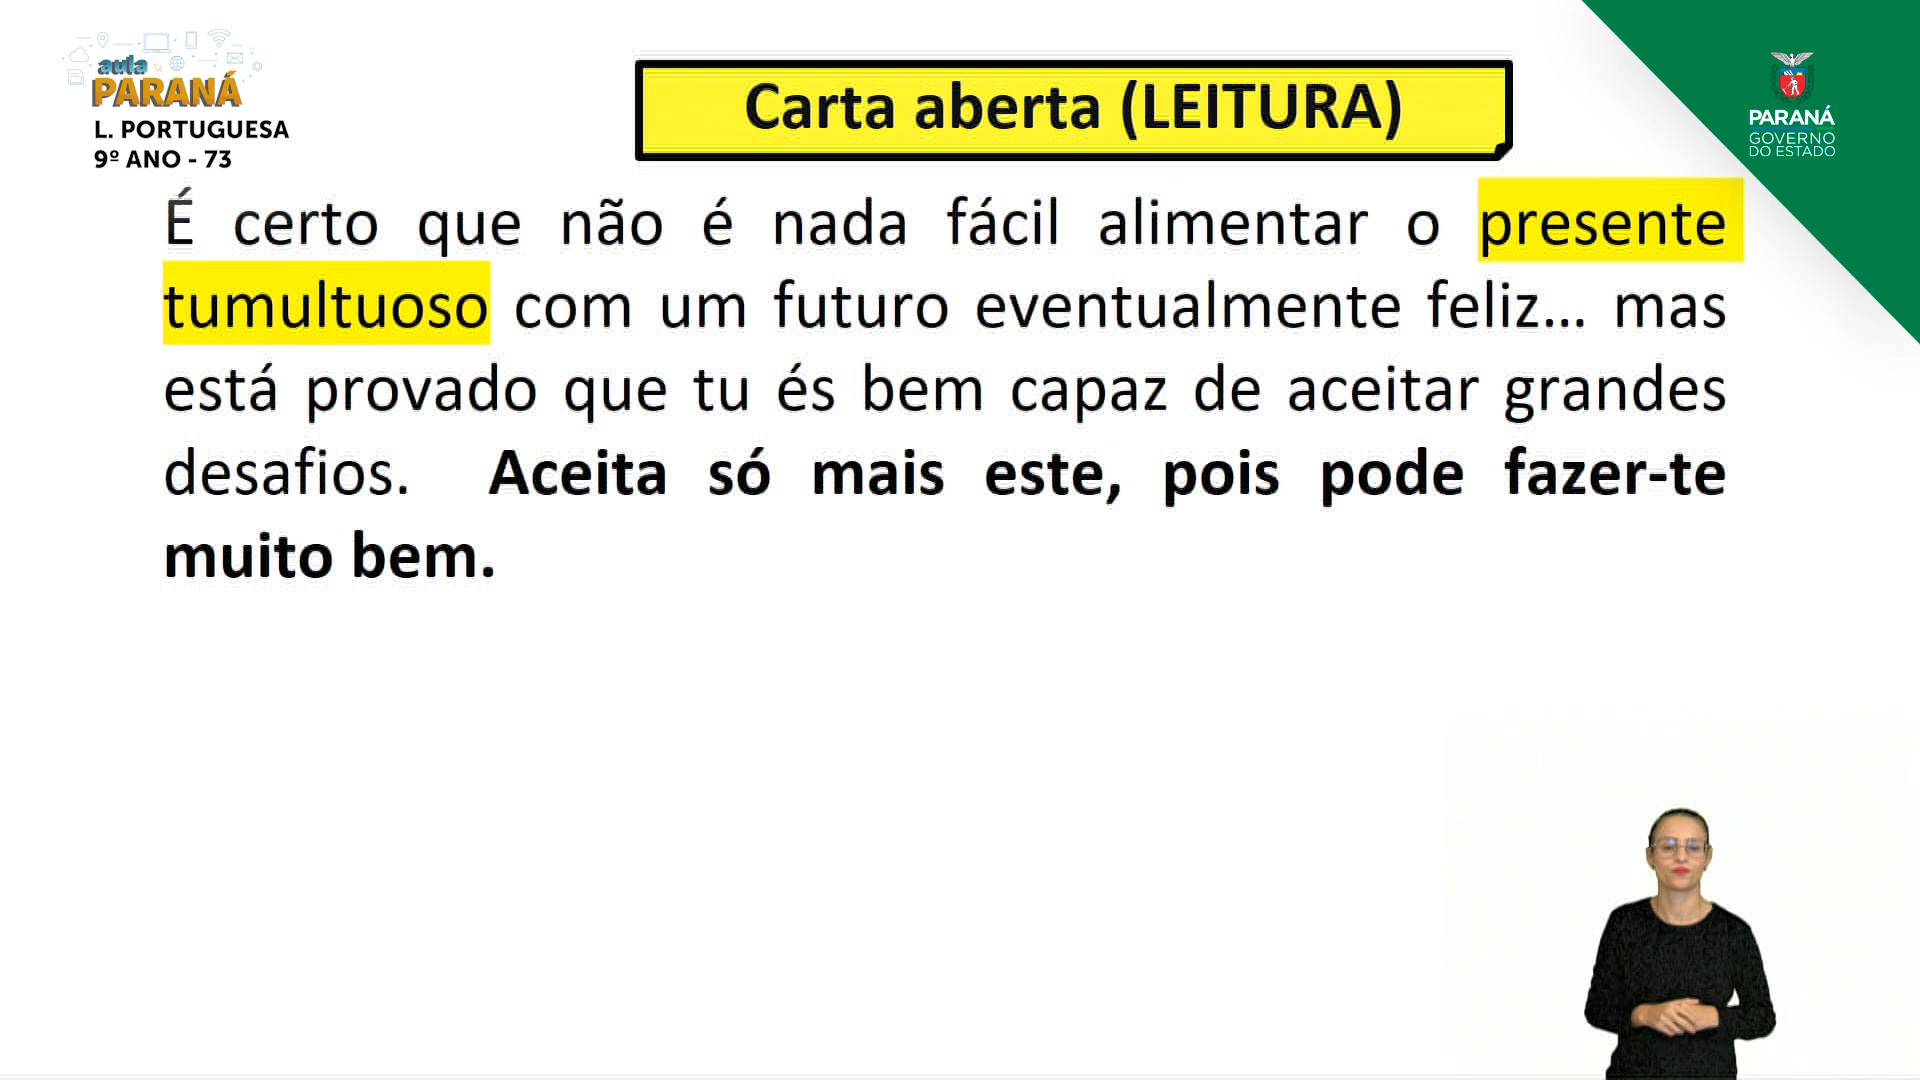 aula
PARANÁ
L. PORTUGUESA
9º ANO - 73
Carta aberta (LEITURA)
PARANÁ
GOVERNO
DO ESTADO
É certo que não é nada fácil alimentar o presente
tumultuoso com um futuro eventualmente feliz... mas
está provado que tu és bem capaz de aceitar grandes
desafios. Aceita só mais este, pois pode fazer-te
muito bem.